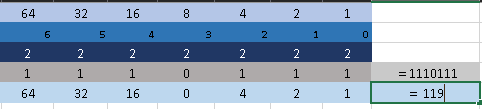 64 32 16 8 4 2 1
6 5 4 3 2 1 0
2 2 2 2 2 2 2
1 1 1 0 1 1 1 =1110111
64 32 16 0 4 2 1 = 119